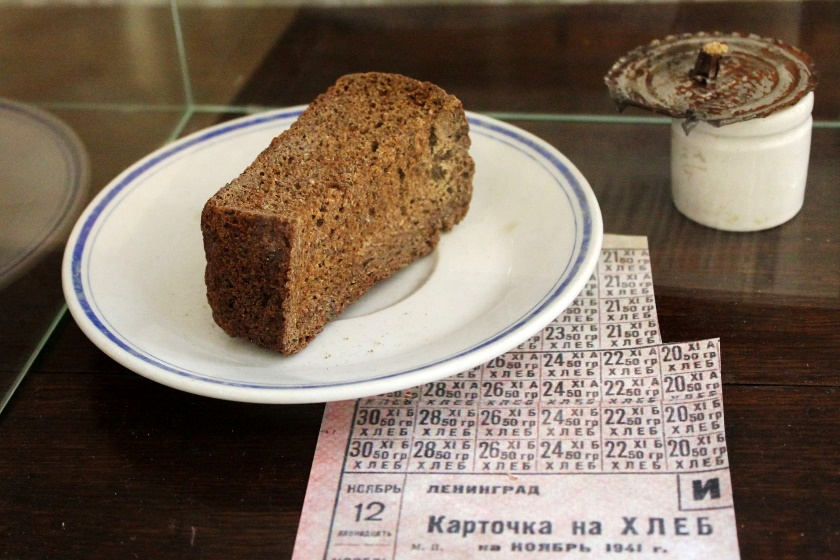 21 XI А 50 гр
ХЛЕБ
21 XI А 50 гр
ХЛЕБ
21 XI Б 50 гр
ХЛЕБ
23 50 гр 21 XI Б 50 гр
ХЛЕБ ХЛЕБ
26 50 гр 24 XI А 50 гр 22 XI А 50 гр 20 XI А 50 гр
ХЛЕБ ХЛЕБ ХЛЕБ ХЛЕБ
28 50 гр 26 XI А 50 гр 24 XI А 50 гр 22 XI А 50 гр 20 XI А 50 гр
ХЛЕБ ХЛЕБ ХЛЕБ ХЛЕБ ХЛЕБ
30 XI Б 50 гр 28 XI Б 50 гр 26 XI Б 50 гр 24 XI Б 50 гр 22 XI Б 50 гр 20 XI Б 50 гр
ХЛЕБ ХЛЕБ ХЛЕБ ХЛЕБ ХЛЕБ ХЛЕБ
30 XI Б 50 гр 28 XI Б 50 гр 26 XI Б 50 гр 24 XI Б 50 гр 22 XI Б 50 гр 20 XI Б 50 гр
ХЛЕБ ХЛЕБ ХЛЕБ ХЛЕБ ХЛЕБ ХЛЕБ
НОЯБРЬ ЛЕНИНГРАД И
12
двенадцать
Карточка на ХЛЕБ
М. П. на НОЯБРЬ 1941 г.
НОЯБРЬ